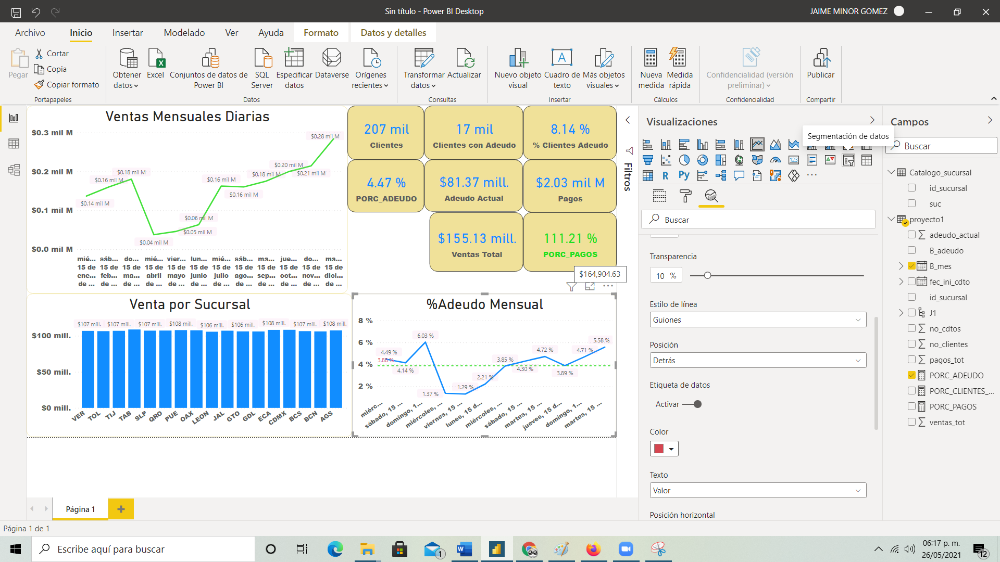 Sin título - Power BI Desktop
JAIME MINOR GOMEZ
Archivo
Inicio
Insertar
Modelado
Ver
Ayuda
Formato
Datos y detalles
Pegar
Cortar
Copia
Copiar formato
Portapapeles
Obtener
datos
Excel
Conjuntos de datos de
Power BI
SQL
Server
Especificar
datos
Dataverse
Orígenes
recientes
Datos
Transformar
datos
Actualizar
Consultas
Nuevo objeto
visual
Cuadro de
texto
Más objetos
visuales
Insertar
Nueva
medida
Medida
rápida
Cálculos
Confidencialidad (versión
preliminar)
Confidencialidad
Publicar
Compartir
Ventas Mensuales Diarias
$0.3 mil M
$0.2 mil M
$0.1 mil M
$0.0 mil M
$0.14 mil M
$0.16 mil M
$0.18 mil M
$0.04 mil M
$0.05 mil M
$0.06 mil M
$0.16 mil M
$0.16 mil M
$0.18 mil M
$0.20 mil M
$0.21 mil M
$0.28 mil M
mié... sáb... do... mié... vier... lun... mié... sáb... ma... jue... do... ma...
15 de 15 de 15 de 15 de 15 de 15 de 15 de 15 de 15 de 15 de 15 de 15 de
ene... feb... ma... abril mayo junio julio ago... sep... oct... nov... dici...
de ... de ... de ... de ... de ... de ... de ... de ... de ... de ... de ... de ...
207 mil
Clientes
17 mil
Clientes con Adeudo
8.14 %
% Clientes Adeudo
4.47 %
PORC_ADEUDO
$81.37 mill.
Adeudo Actual
$2.03 mil M
Pagos
$155.13 mill.
Ventas Total
111.21 %
PORC_PAGOS
$164,904.63
Venta por Sucursal
$107 mill. $107 mill. $107 mill. $108 mill. $106 mill. $106 mill. $108 mill. $107 mill. $108 mill.
$100 mill.
$50 mill.
$0 mill.
VER TOL TIJ TAB SLP QRO PUE OAX LEON JAL GTO GDL ECA CDMX BCS BCN AGS
%Adeudo Mensual
8 %
6 %
4 %
2 %
4.49 %
3.88 %
4.14 %
6.03 %
1.37 %
1.29 %
2.21 %
3.85 %
4.30 %
4.72 %
3.89 %
4.71 %
5.58 %
miérc...
sábado, 15 ...
domingo, 1...
miércoles, ...
viernes, 15 ...
lunes, 15 d...
miércoles, ...
sábado, 15 ...
martes, 15 ...
jueves, 15 d...
domingo, 1...
martes, 15 ...
Filtros
Visualizaciones
Segmentación de datos
123
R
Py
Buscar
Transparencia
10 %
Estilo de línea
Guiones
Posición
Detrás
Etiqueta de datos
Activar
Color
Texto
Valor
Posición horizontal
Campos
Buscar
Catalogo_sucursal
id_sucursal
suc
proyecto1
adeudo_actual
B_adeudo
B_mes
fec_ini_cdto
id_sucursal
J1
no_cdtos
no_clientes
pagos_tot
PORC_ADEUDO
PORC_CLIENTES_...
PORC_PAGOS
ventas_tot
Página 1
Página 1 de 1
Escribe aquí para buscar
1
06:17 p. m.
26/05/2021
12